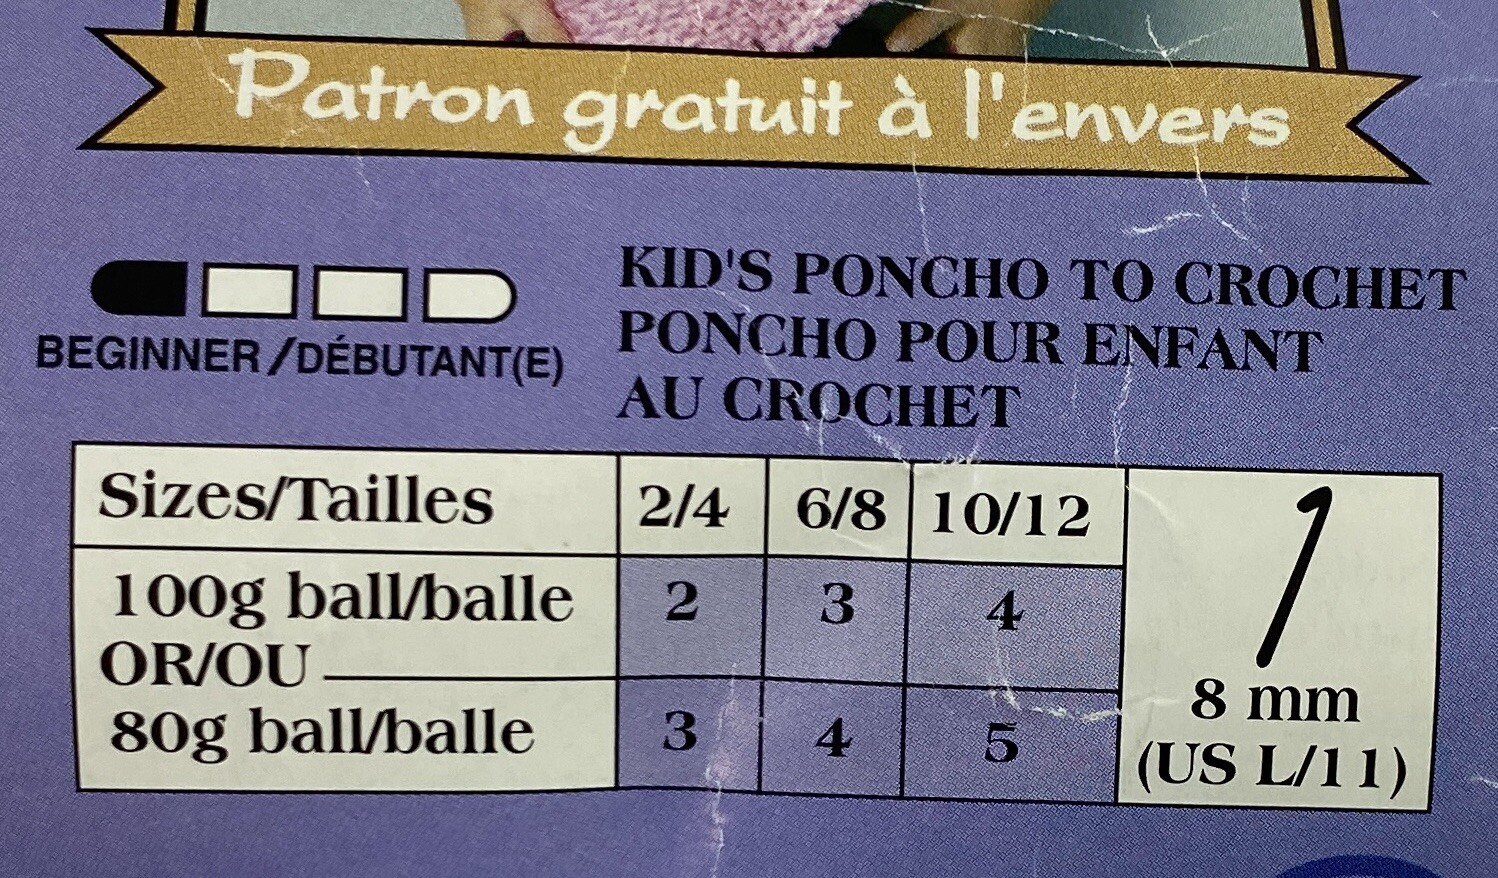 Patron gratuit à l'envers
BEGINNER/DÉBUTANT(E)
KID'S PONCHO TO CROCHET
PONCHO POUR ENFANT
AU CROCHET
Sizes/Tailles 2/4 6/8 10/12
100g ball/balle 2 3 4
OR/OU
80g ball/balle 3 4 5
8 mm
(US L/11)